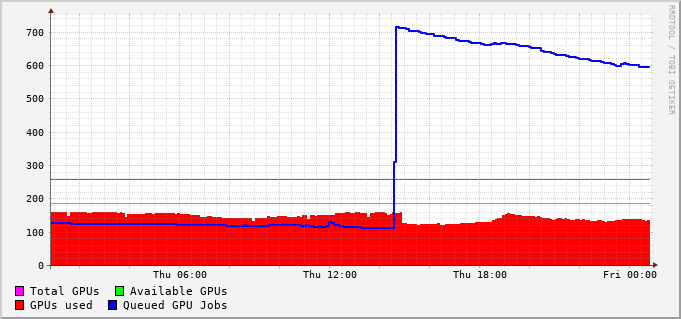 700
600
500
400
300
200
100
0
Thu 06:00 Thu 12:00 Thu 18:00 Fri 00:00
Total GPUs Available GPUs
GPUs used Queued GPU Jobs
RRDTOOL / TOBI OETIKER